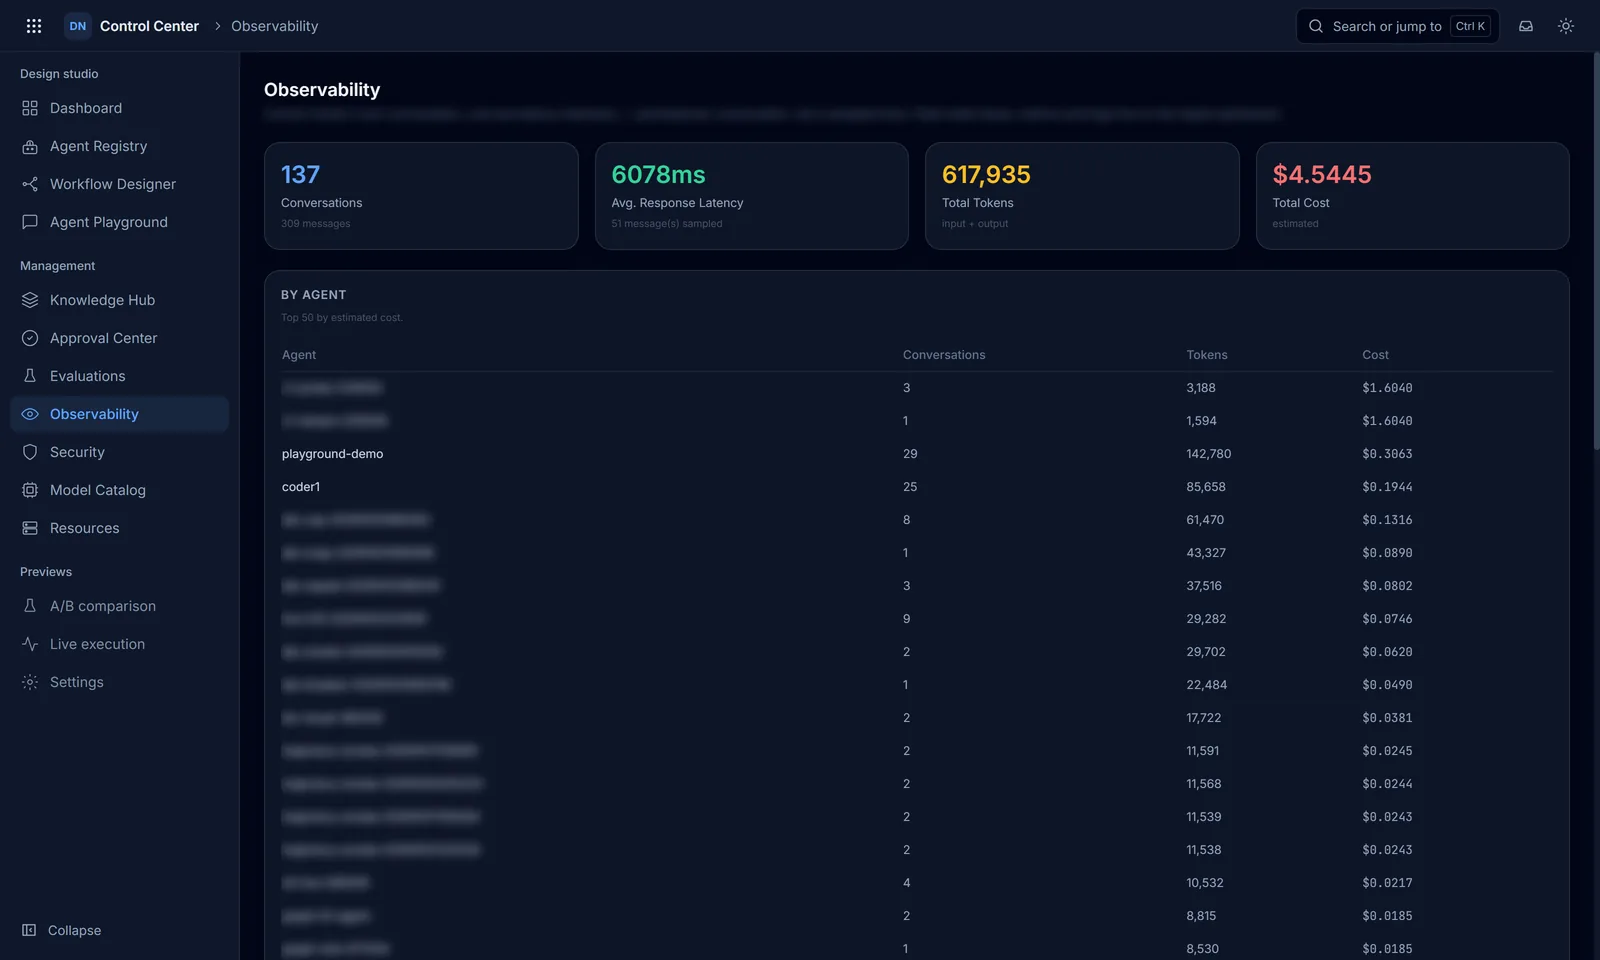 DN Control Center > Observability
Search or jump to Ctrl K
Design studio
Dashboard
Agent Registry
Workflow Designer
Agent Playground
Management
Knowledge Hub
Approval Center
Evaluations
Observability
Security
Model Catalog
Resources
Previews
A/B comparison
Live execution
Settings
Collapse
Observability
137
Conversations
309 messages
6078ms
Avg. Response Latency
51 message(s) sampled
617,935
Total Tokens
input + output
$4.5445
Total Cost
estimated
BY AGENT
Top 50 by estimated cost.
Agent Conversations Tokens Cost
3 3,188 $1.6040
1 1,594 $1.6040
playground-demo 29 142,780 $0.3063
coder1 25 85,658 $0.1944
8 61,470 $0.1316
1 43,327 $0.0890
3 37,516 $0.0802
9 29,282 $0.0746
2 29,702 $0.0620
1 22,484 $0.0490
2 17,722 $0.0381
2 11,591 $0.0245
2 11,568 $0.0244
2 11,539 $0.0243
2 11,538 $0.0243
4 10,532 $0.0217
2 8,815 $0.0185
1 8,530 $0.0185